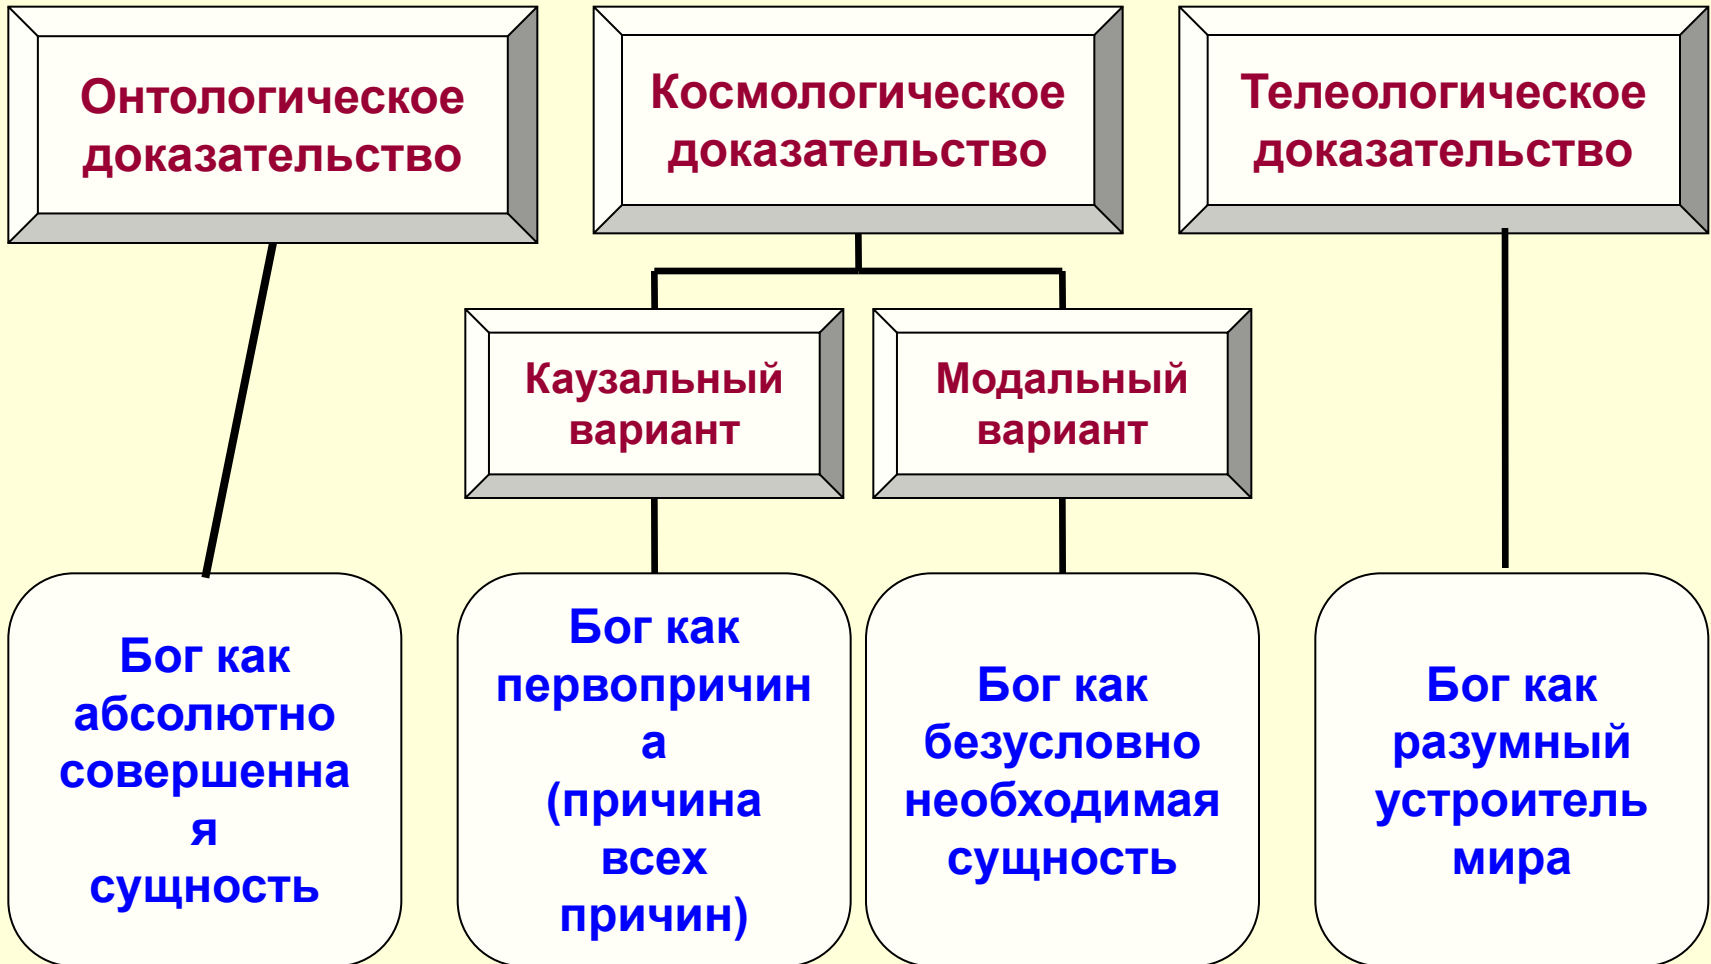 Онтологическое
доказательство
Космологическое
доказательство
Телеологическое
доказательство
Каузальный
вариант
Модальный
вариант
Бог как
абсолютно
совершенна
я
сущность
Бог как
первопричин
а
(причина
всех
причин)
Бог как
безусловно
необходимая
сущность
Бог как
разумный
устроитель
мира